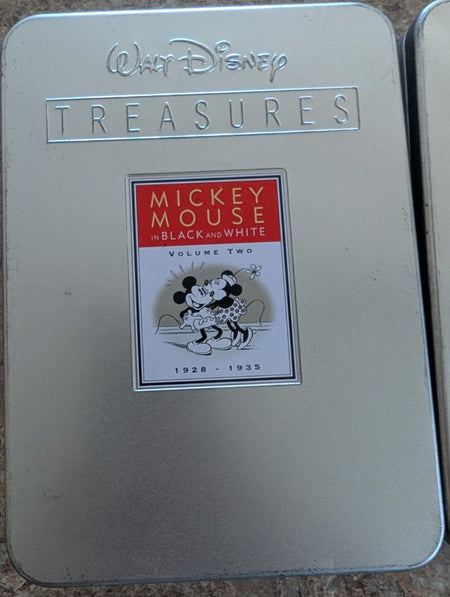 Walt Disney
TREASURES
MICKEY
MOUSE
IN BLACK AND WHITE
VOLUME TWO
1928 - 1935